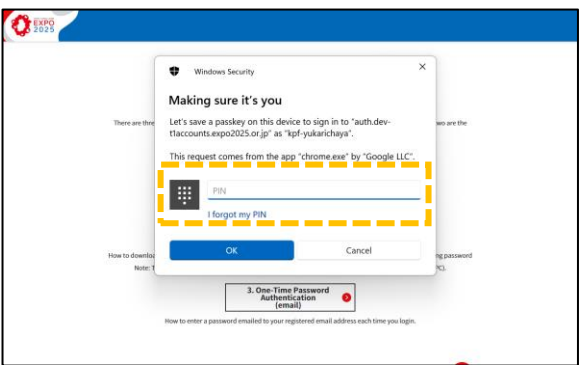 EXPO
2025
Windows Security
Making sure it's you
There are thre
Let's save a passkey on this device to sign in to "auth.dev-
t1accounts.expo2025.or.jp" as "kpf-yukarichaya".
wo are the
This request comes from the app "chrome.exe" by "Google LLC".
PIN
I forgot my PIN
OK
Cancel
How to downloa
ng password
Note: T
PC).
3. One-Time Password
Authentication
(email)
How to enter a password emailed to your registered email address each time you login.